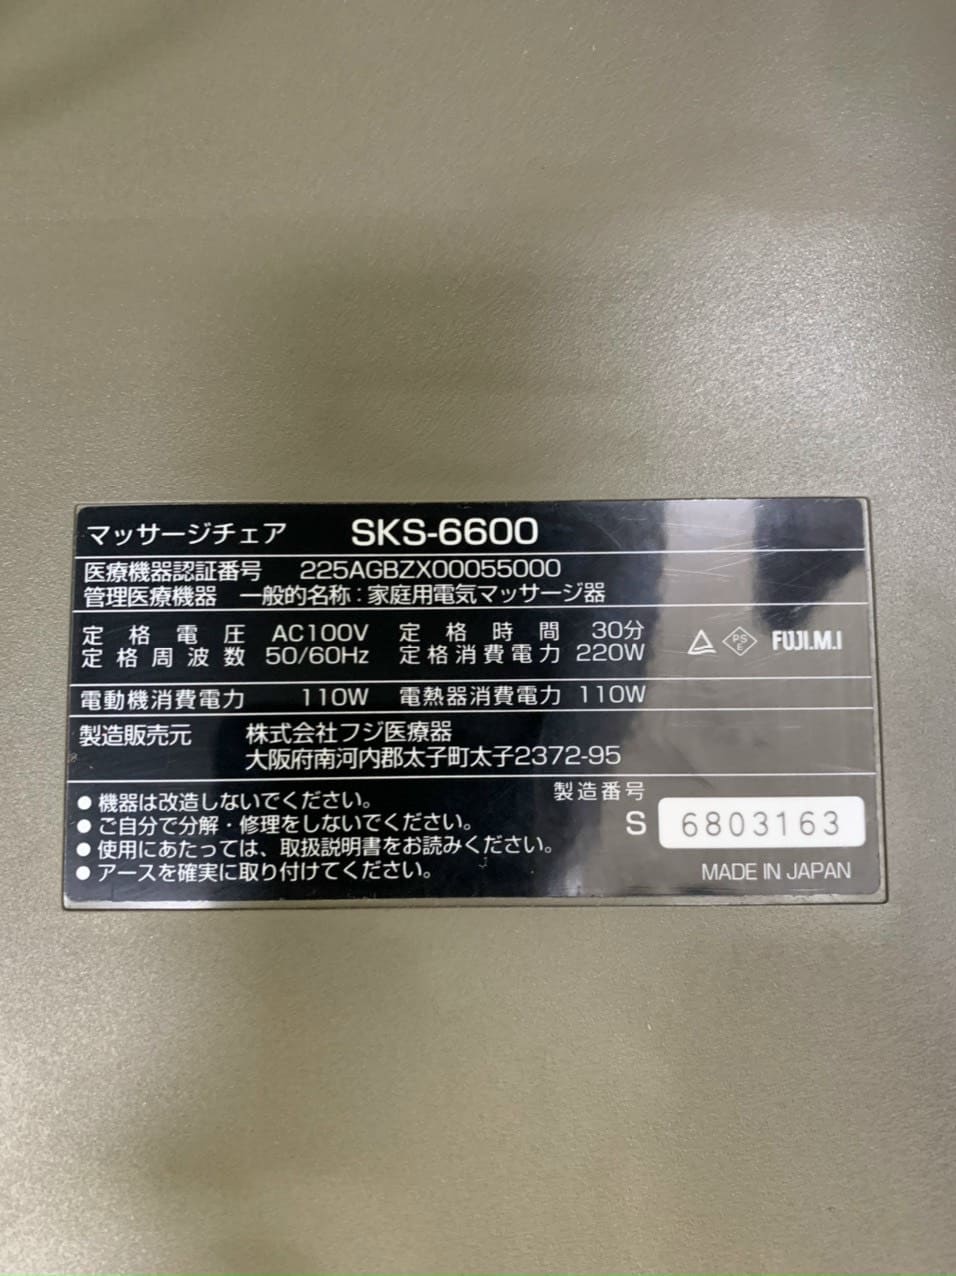 マッサージチェア SKS-6600
医療機器認証番号 225AGBZX00055000
管理医療機器 一般的名称：家庭用電気マッサージ器
定格電圧 AC100V 定格時間 30分
定格周波数 50/60Hz 定格消費電力 220W
PS
E
FUJI.M.I
電動機消費電力 110W 電熱器消費電力 110W
製造販売元 株式会社フジ医療器
大阪府南河内郡太子町太子2372-95
● 機器は改造しないでください。
● ご自分で分解・修理をしないでください。
● 使用にあたっては、取扱説明書をお読みください。
● アースを確実に取り付けてください。
製造番号
S 6803163
MADE IN JAPAN